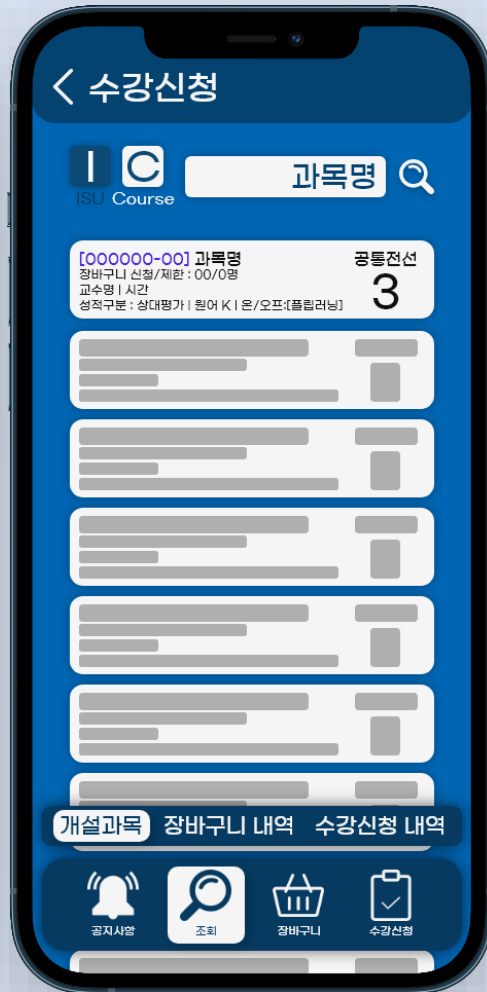 수강신청
I C
ISU Course
과목명
[000000-00] 과목명
공통전선
장바구니 신청/제한 : 00/0명
교수명 I 시간
성적구분 : 상대평가 I 원어 K I 온/오프:[플립러닝]
3
개설과목 장바구니 내역 수강신청 내역
공지사항 조회 장바구니 수강신청